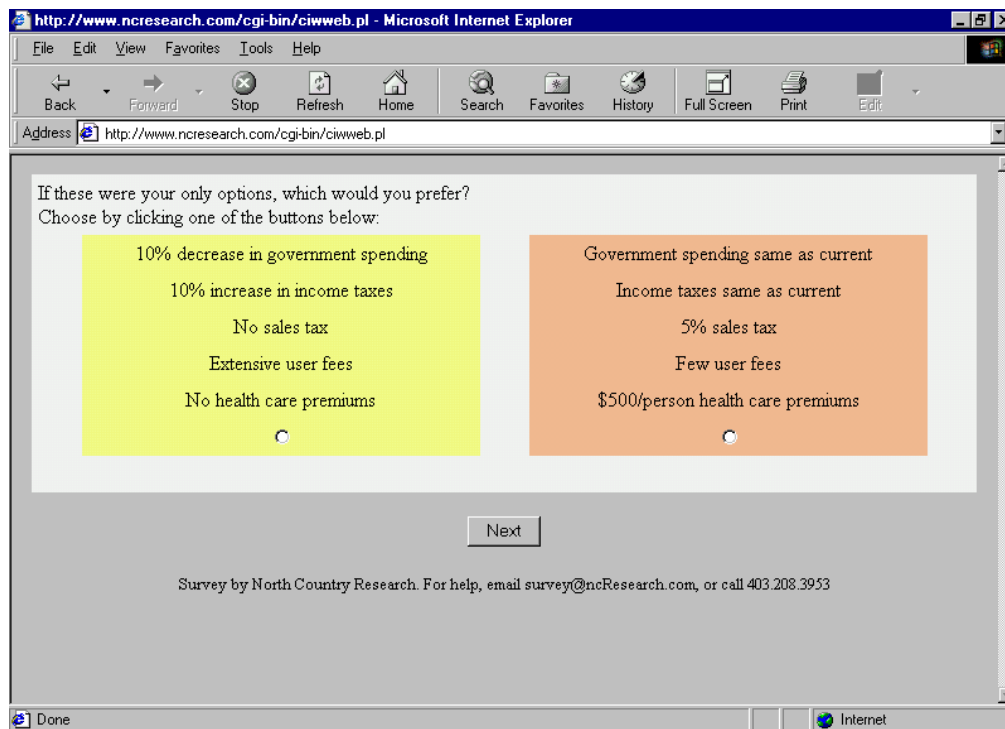 http://www.ncresearch.com/cgi-bin/ciwweb.pl - Microsoft Internet Explorer
File Edit View Favorites Tools Help
Back Forward Stop Refresh Home Search Favorites History Full Screen Print Edit
Address http://www.ncresearch.com/cgi-bin/ciwweb.pl
If these were your only options, which would you prefer?
Choose by clicking one of the buttons below:
10% decrease in government spending
10% increase in income taxes
No sales tax
Extensive user fees
No health care premiums
Government spending same as current
Income taxes same as current
5% sales tax
Few user fees
$500/person health care premiums
Next
Survey by North Country Research. For help, email survey@ncResearch.com, or call 403.208.3953
Done Internet